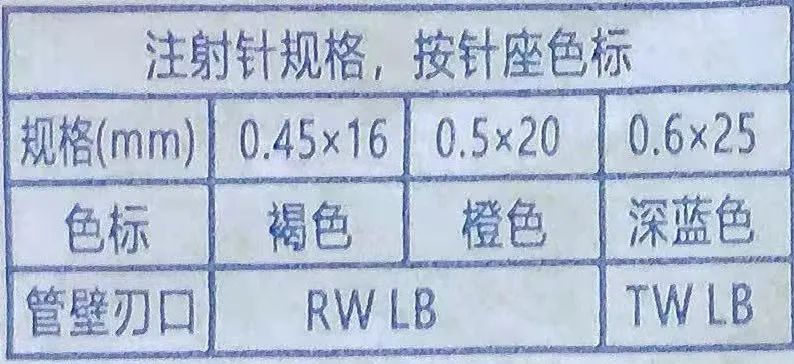 注射针规格，按针座色标
规格(mm) 0.45×16 0.5×20 0.6×25
色标 褐色 橙色 深蓝色
管壁刃口 RW LB TW LB